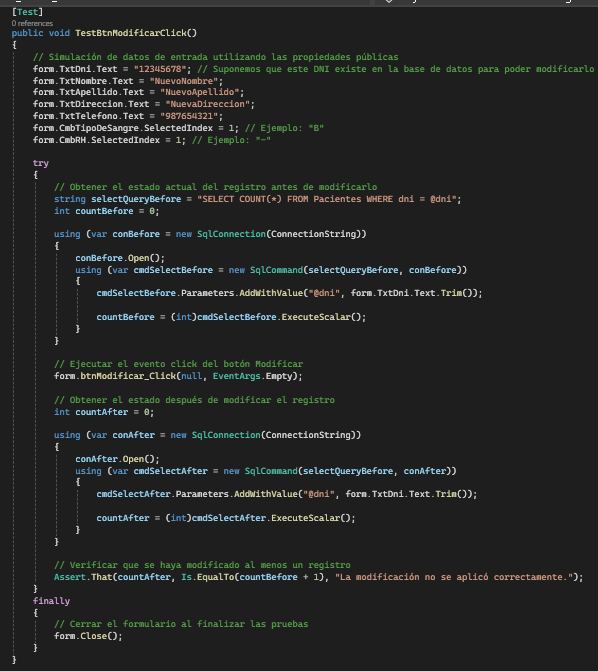 [Test]
0 references
public void TestBtnModificarClick()
{
// Simulación de datos de entrada utilizando las propiedades públicas
form.TxtDni.Text = "12345678"; // Suponemos que este DNI existe en la base de datos para poder modificarlo
form.TxtNombre.Text = "NuevoNombre";
form.TxtApellido.Text = "NuevoApellido";
form.TxtDireccion.Text = "NuevaDireccion";
form.TxtTelefono.Text = "987654321";
form.CmbTipoDeSangre.SelectedIndex = 1; // Ejemplo: "B"
form.CmbRH.SelectedIndex = 1; // Ejemplo: "-"
try
{
// Obtener el estado actual del registro antes de modificarlo
string selectQueryBefore = "SELECT COUNT(*) FROM Pacientes WHERE dni = @dni";
int countBefore = 0;
using (var conBefore = new SqlConnection(ConnectionString))
{
conBefore.Open();
using (var cmdSelectBefore = new SqlCommand(selectQueryBefore, conBefore))
{
cmdSelectBefore.Parameters.AddWithValue("@dni", form.TxtDni.Text.Trim());
countBefore = (int)cmdSelectBefore.ExecuteScalar();
}
}
// Ejecutar el evento click del botón Modificar
form.btnModificar_Click(null, EventArgs.Empty);
// Obtener el estado después de modificar el registro
int countAfter = 0;
using (var conAfter = new SqlConnection(ConnectionString))
{
conAfter.Open();
using (var cmdSelectAfter = new SqlCommand(selectQueryBefore, conAfter))
{
cmdSelectAfter.Parameters.AddWithValue("@dni", form.TxtDni.Text.Trim());
countAfter = (int)cmdSelectAfter.ExecuteScalar();
}
}
// Verificar que se haya modificado al menos un registro
Assert.That(countAfter, Is.EqualTo(countBefore + 1), "La modificación no se aplicó correctamente.");
}
finally
{
// Cerrar el formulario al finalizar las pruebas
form.Close();
}
}